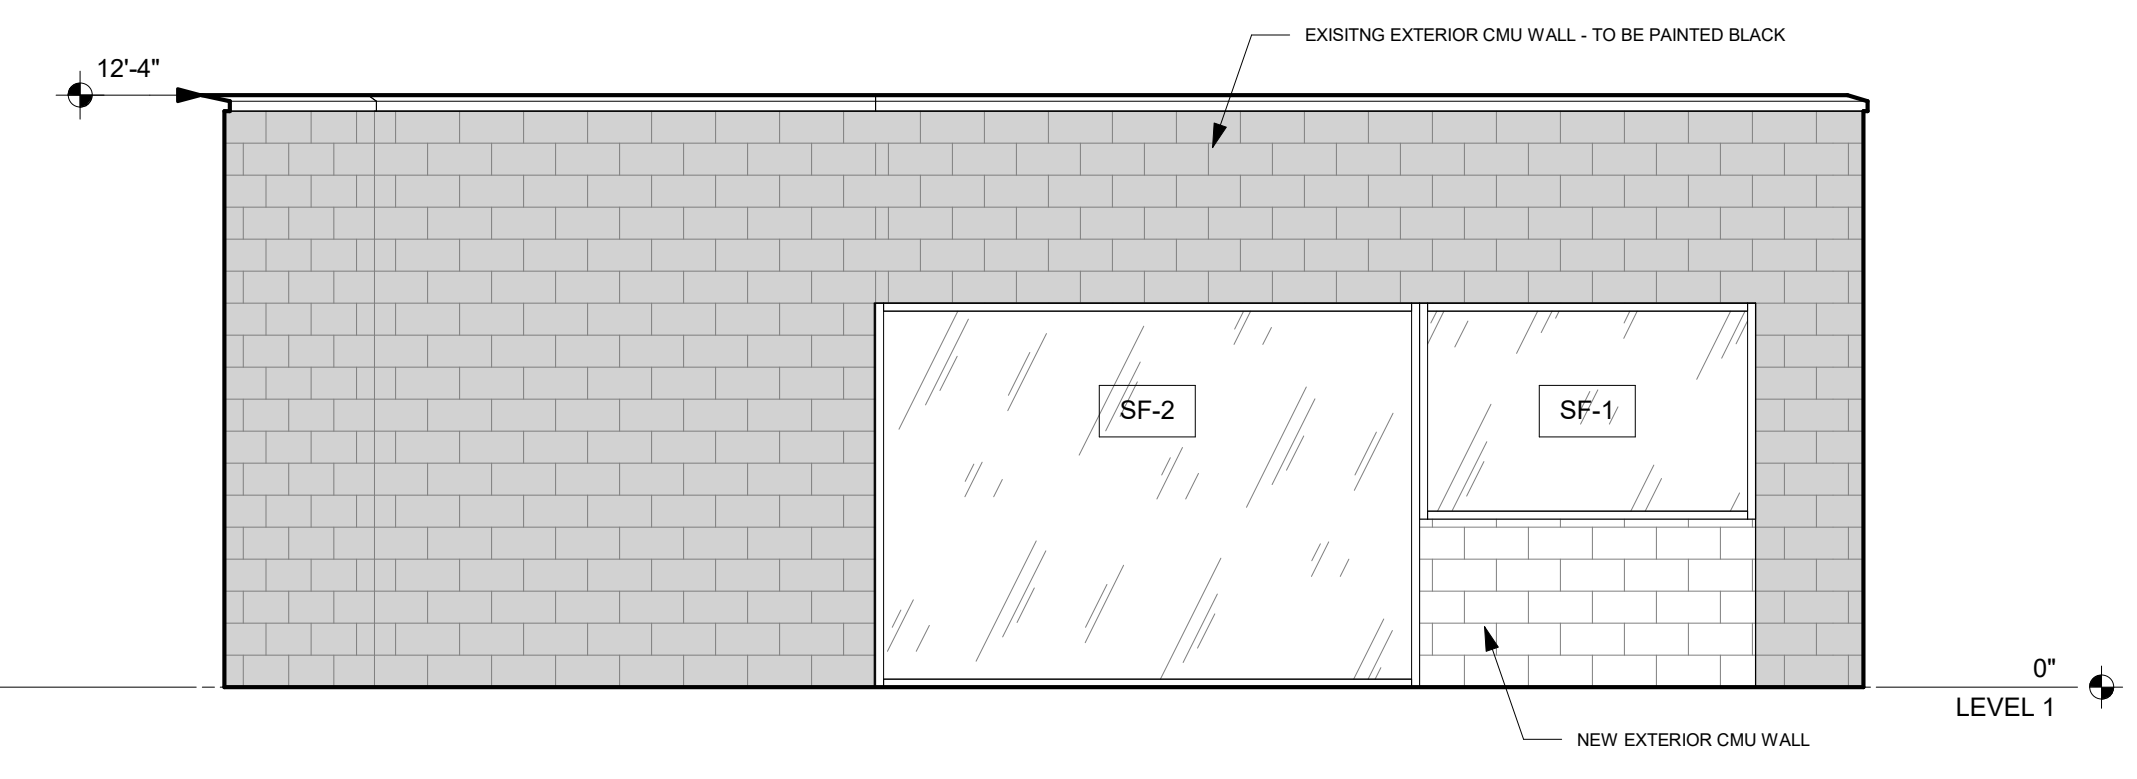 EXISITNG EXTERIOR CMU WALL - TO BE PAINTED BLACK
12'-4"
SF-2
SF-1
0"
LEVEL 1
NEW EXTERIOR CMU WALL